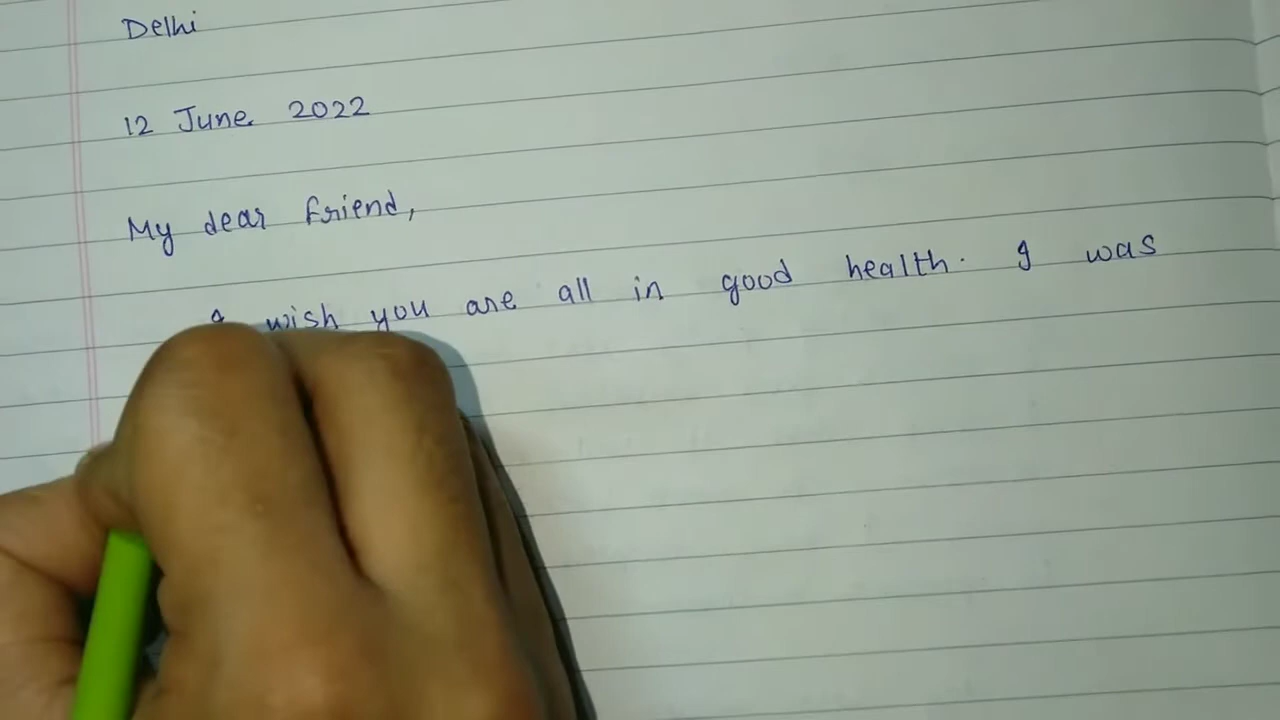 Delhi
12 June 2022
My dear friend,
I wish you are all in good health. I was